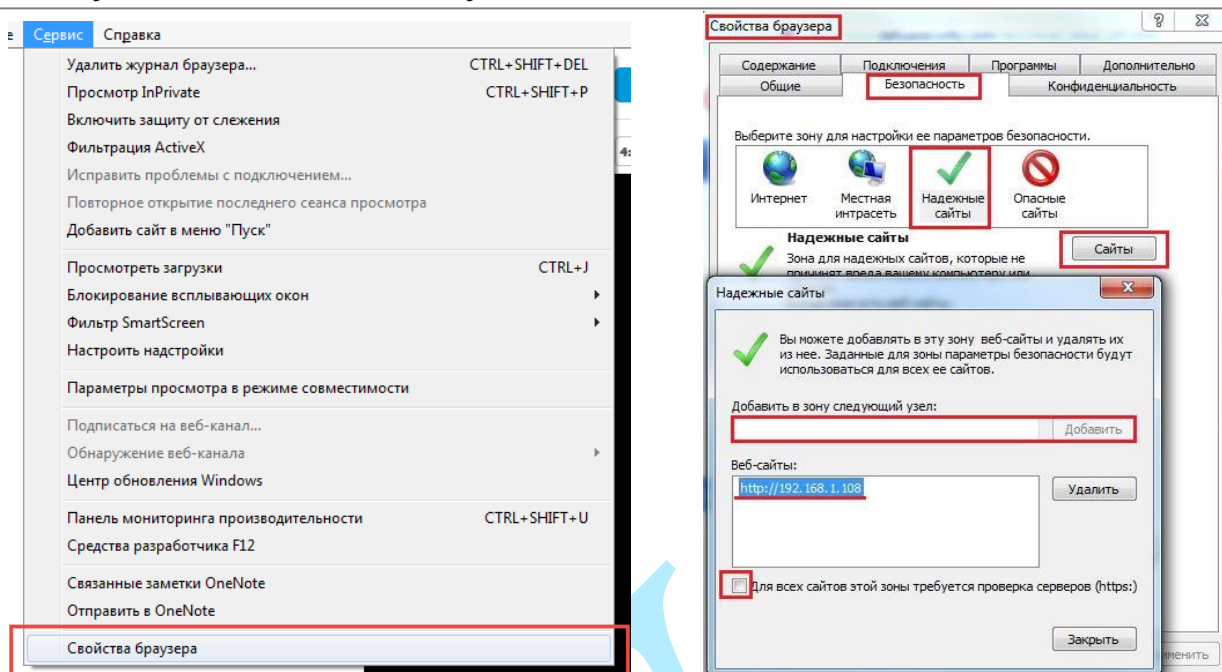 е Сервис Справка
Удалить журнал браузера... CTRL+SHIFT+DEL
Просмотр InPrivate CTRL+SHIFT+P
Включить защиту от слежения
Фильтрация ActiveX
Исправить проблемы с подключением...
Повторное открытие последнего сеанса просмотра
Добавить сайт в меню "Пуск"
Просмотреть загрузки CTRL+J
Блокирование всплывающих окон
Фильтр SmartScreen
Настроить надстройки
Параметры просмотра в режиме совместимости
Подписаться на веб-канал...
Обнаружение веб-канала
Центр обновления Windows
Панель мониторинга производительности CTRL+SHIFT+U
Средства разработчика F12
Связанные заметки OneNote
Отправить в OneNote
Свойства браузера
4:
Свойства браузера
Содержание Подключения Программы Дополнительно
Общие Безопасность Конфиденциальность
Выберите зону для настройки ее параметров безопасности.
Интернет Местная интрасеть Надежные сайты Опасные сайты
Надежные сайты
Сайты
Зона для надежных сайтов, которые не
причинят вреда вашему компьютеру или
Надежные сайты
Вы можете добавлять в эту зону веб-сайты и удалять их
из нее. Заданные для зоны параметры безопасности будут
использоваться для всех ее сайтов.
Добавить в зону следующий узел:
Добавить
Веб-сайты:
http://192.168.1.108
Удалить
Для всех сайтов этой зоны требуется проверка серверов (https:)
Закрыть
именить